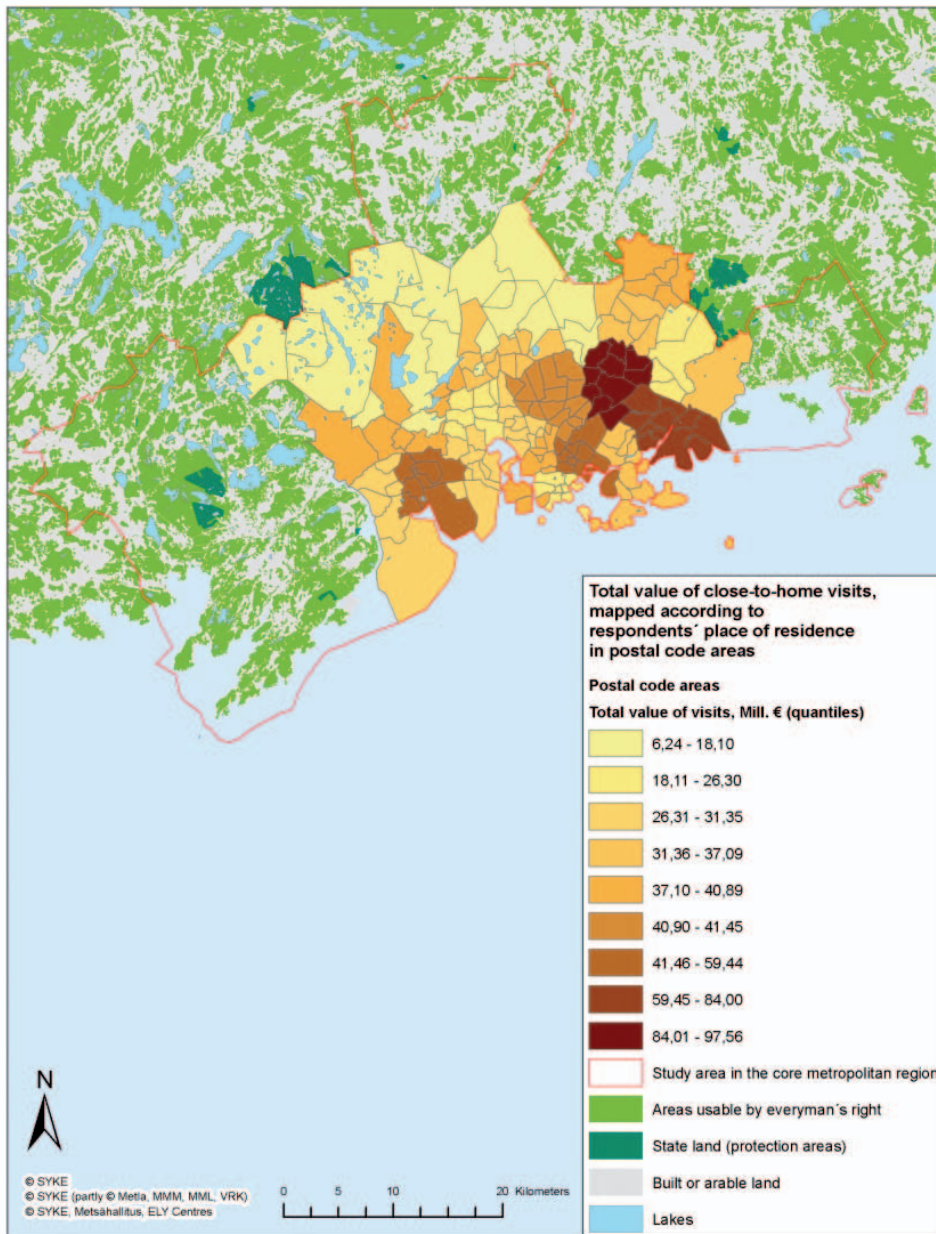 Total value of close-to-home visits,
mapped according to
respondents´ place of residence
in postal code areas
Postal code areas
Total value of visits, Mill. € (quantiles)
6,24 - 18,10
18,11 - 26,30
26,31 - 31,35
31,36 - 37,09
37,10 - 40,89
40,90 - 41,45
41,46 - 59,44
59,45 - 84,00
84,01 - 97,56
Study area in the core metropolitan region
Areas usable by everyman´s right
State land (protection areas)
Built or arable land
Lakes
N
© SYKE
© SYKE (partly © Metla, MMM, MML, VRK)
© SYKE, Metsähallitus, ELY Centres
0 5 10 20 Kilometers